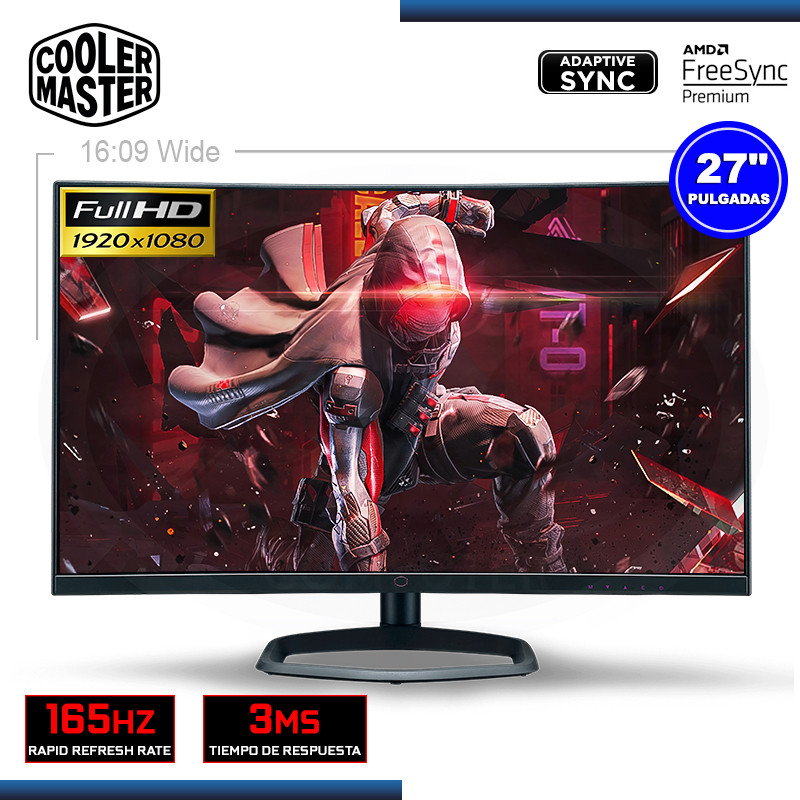 COOLER
MASTER
ADAPTIVE
SYNC
AMD
FreeSync
Premium
16:09 Wide
27"
PULGADAS
Full HD
1920x1080
T-0
165HZ
RAPID REFRESH RATE
3MS
TIEMPO DE RESPUESTA